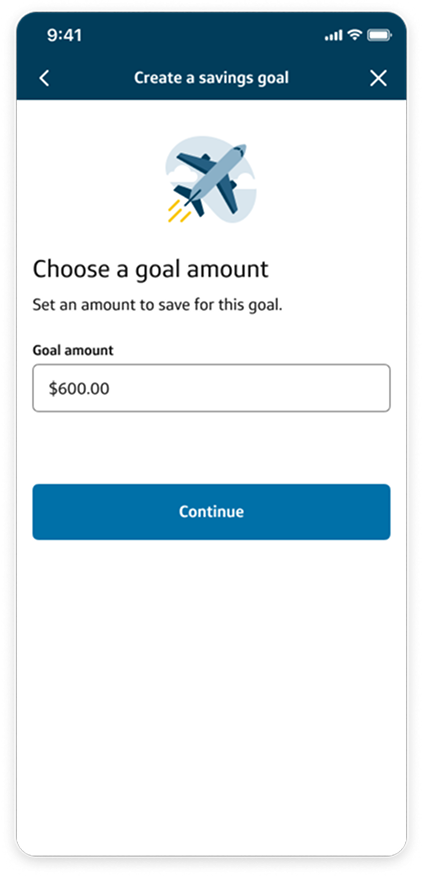 9:41
Create a savings goal
Choose a goal amount
Set an amount to save for this goal.
Goal amount
$600.00
Continue